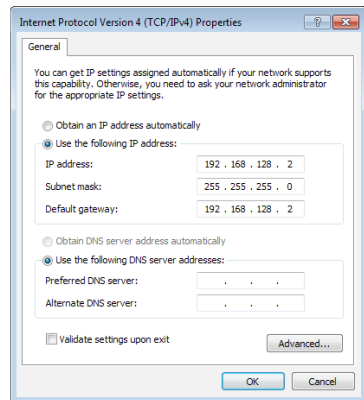 Internet Protocol Version 4 (TCP/IPv4) Properties
General
You can get IP settings assigned automatically if your network supports
this capability. Otherwise, you need to ask your network administrator
for the appropriate IP settings.
Obtain an IP address automatically
Use the following IP address:
IP address: 192 . 168 . 128 . 2
Subnet mask: 255 . 255 . 255 . 0
Default gateway: 192 . 168 . 128 . 2
Obtain DNS server address automatically
Use the following DNS server addresses:
Preferred DNS server: . . .
Alternate DNS server: . . .
Validate settings upon exit
Advanced...
OK Cancel